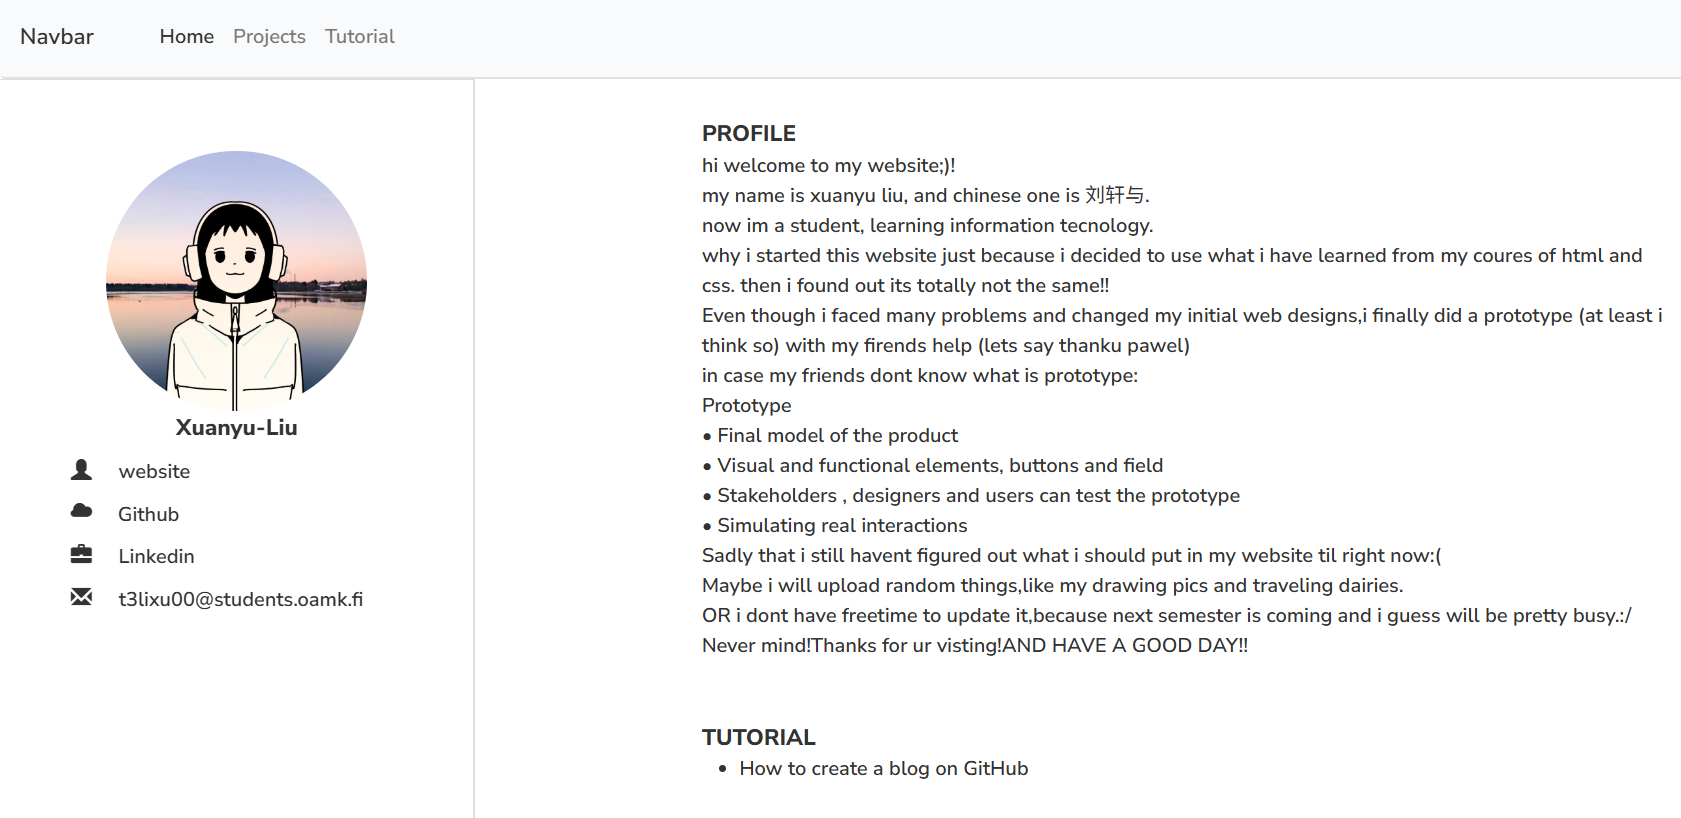 Navbar Home Projects Tutorial
Xuanyu-Liu
website
Github
Linkedin
t3lixu00@students.oamk.fi
PROFILE
hi welcome to my website;)!
my name is xuanyu liu, and chinese one is 刘轩与.
now im a student, learning information tecnology.
why i started this website just because i decided to use what i have learned from my coures of html and
css. then i found out its totally not the same!!
Even though i faced many problems and changed my initial web designs,i finally did a prototype (at least i
think so) with my firends help (lets say thanku pawel)
in case my friends dont know what is prototype:
Prototype
• Final model of the product
• Visual and functional elements, buttons and field
• Stakeholders , designers and users can test the prototype
• Simulating real interactions
Sadly that i still havent figured out what i should put in my website til right now:(
Maybe i will upload random things,like my drawing pics and traveling dairies.
OR i dont have freetime to update it,because next semester is coming and i guess will be pretty busy.:/
Never mind!Thanks for ur visting!AND HAVE A GOOD DAY!!
TUTORIAL
• How to create a blog on GitHub